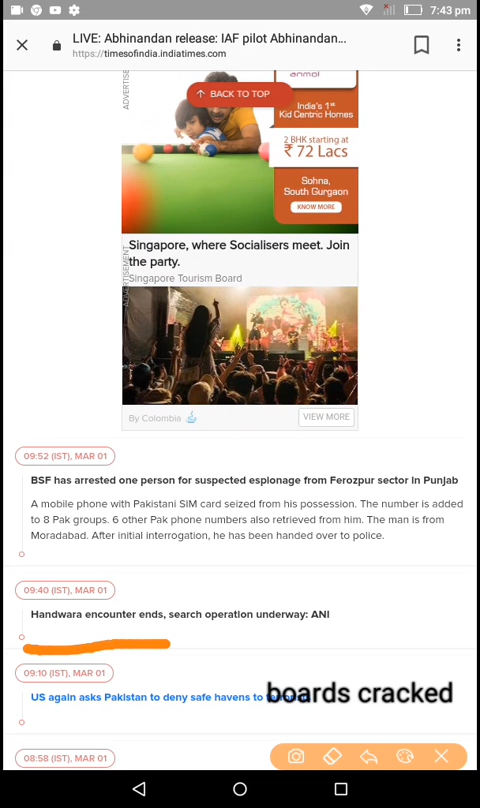 7:43 pm
LIVE: Abhinandan release: IAF pilot Abhinandan...
https://timesofindia.indiatimes.com
ADVERTISE
BACK TO TOP
anmol
India's 1st
Kid Centric Homes
2 BHK starting at
₹ 72 Lacs
Sohna,
South Gurgaon
KNOW MORE
ADVERTISEMENT
Singapore, where Socialisers meet. Join
the party.
Singapore Tourism Board
By Colombia
VIEW MORE
09:52 (IST), MAR 01
BSF has arrested one person for suspected espionage from Ferozpur sector in Punjab
A mobile phone with Pakistani SIM card seized from his possession. The number is added
to 8 Pak groups. 6 other Pak phone numbers also retrieved from him. The man is from
Moradabad. After initial interrogation, he has been handed over to police.
09:40 (IST), MAR 01
Handwara encounter ends, search operation underway: ANI
09:10 (IST), MAR 01
US again asks Pakistan to deny safe havens to
boards cracked
08:58 (IST), MAR 01